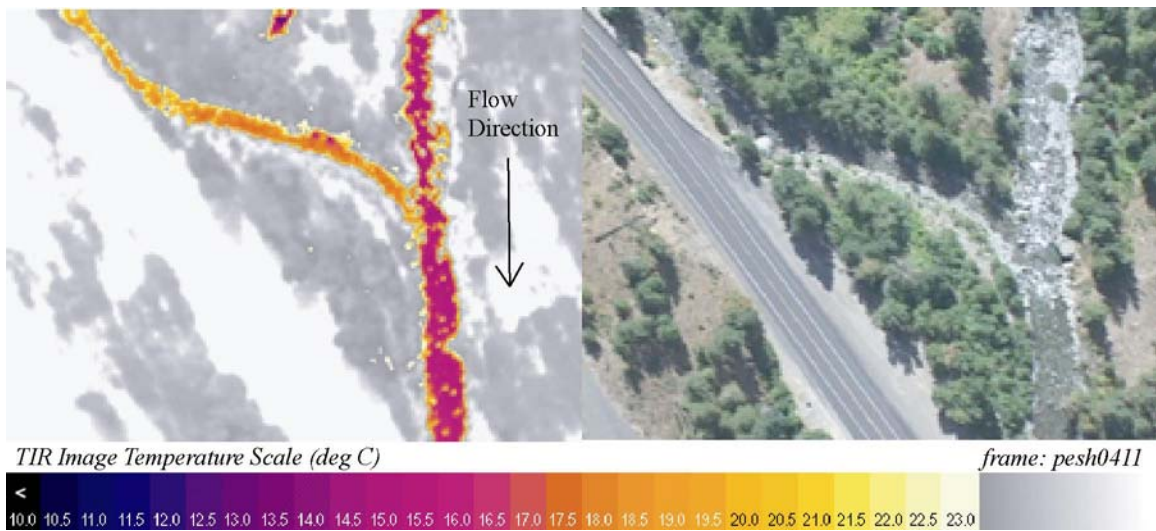 Flow
Direction
TIR Image Temperature Scale (deg C)
frame: pesh0411
<
10.0 10.5 11.0 11.5 12.0 12.5 13.0 13.5 14.0 14.5 15.0 15.5 16.0 16.5 17.0 17.5 18.0 18.5 19.0 19.5 20.0 20.5 21.0 21.5 22.0 22.5 23.0